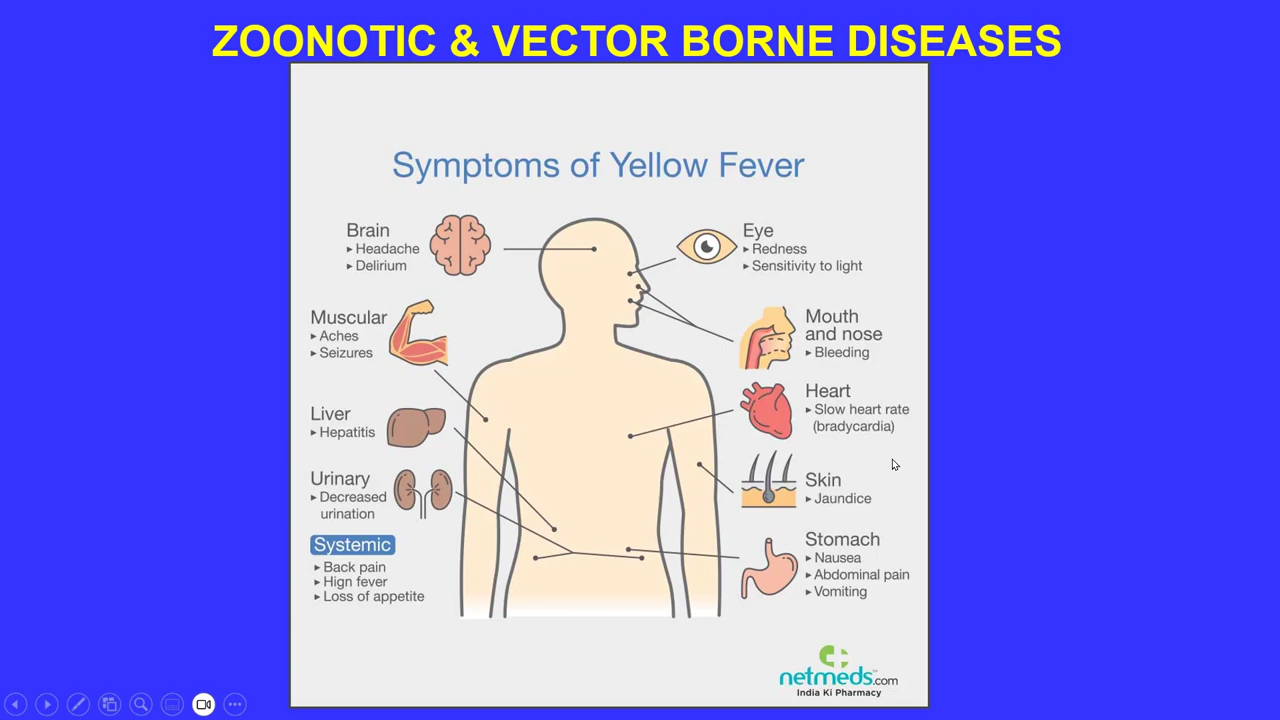 ZOONOTIC & VECTOR BORNE DISEASES
Symptoms of Yellow Fever
Brain
▸ Headache
▸ Delirium
Eye
▸ Redness
▸ Sensitivity to light
Muscular
▸ Aches
▸ Seizures
Mouth
and nose
▸ Bleeding
Heart
▸ Slow heart rate
(bradycardia)
Liver
▸ Hepatitis
Urinary
▸ Decreased
urination
Skin
▸ Jaundice
Systemic
▸ Back pain
▸ Hign fever
▸ Loss of appetite
Stomach
▸ Nausea
▸ Abdominal pain
▸ Vomiting
netmeds.com
India Ki Pharmacy